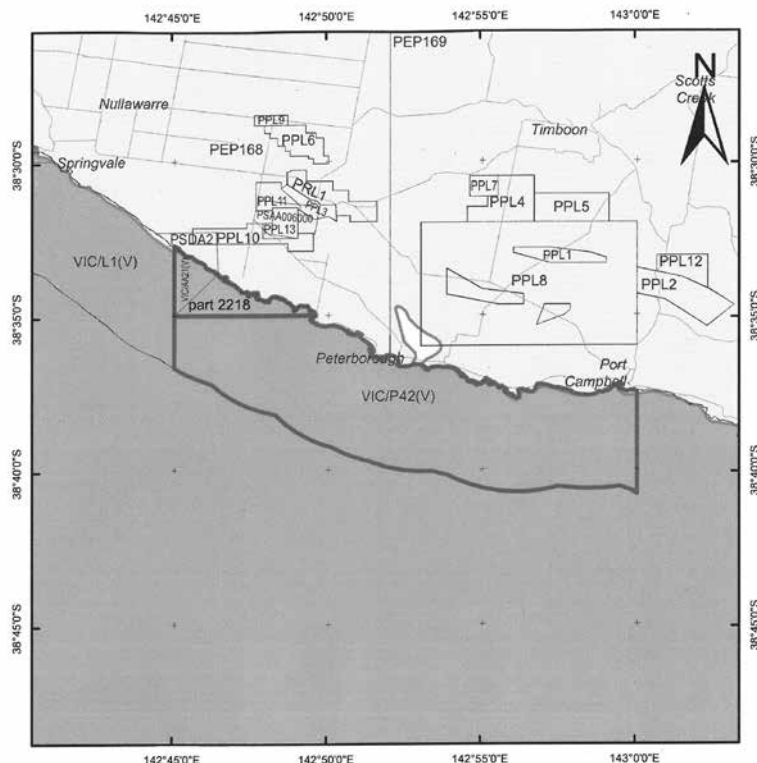 142°45'0"E 142°50'0"E 142°55'0"E 143°0'0"E
PEP169
N
Scotts
Creek
Nullawarre
PPL9
Timboon
PPL6
PEP168
38°30'0"S 38°30'0"S
Springvale
PRL1
PPL7
PPL11
PPL3
PPL4
PPL5
PSAA006000
PPL13
PSDA2
PPL10
PPL1
PPL12
VIC/L1(V)
PPL8
PPL2
part 2218
38°35'0"S 38°35'0"S
Peterborough
Port
Campbell
VIC/P42(V)
38°40'0"S 38°40'0"S
38°45'0"S 38°45'0"S
142°45'0"E 142°50'0"E 142°55'0"E 143°0'0"E